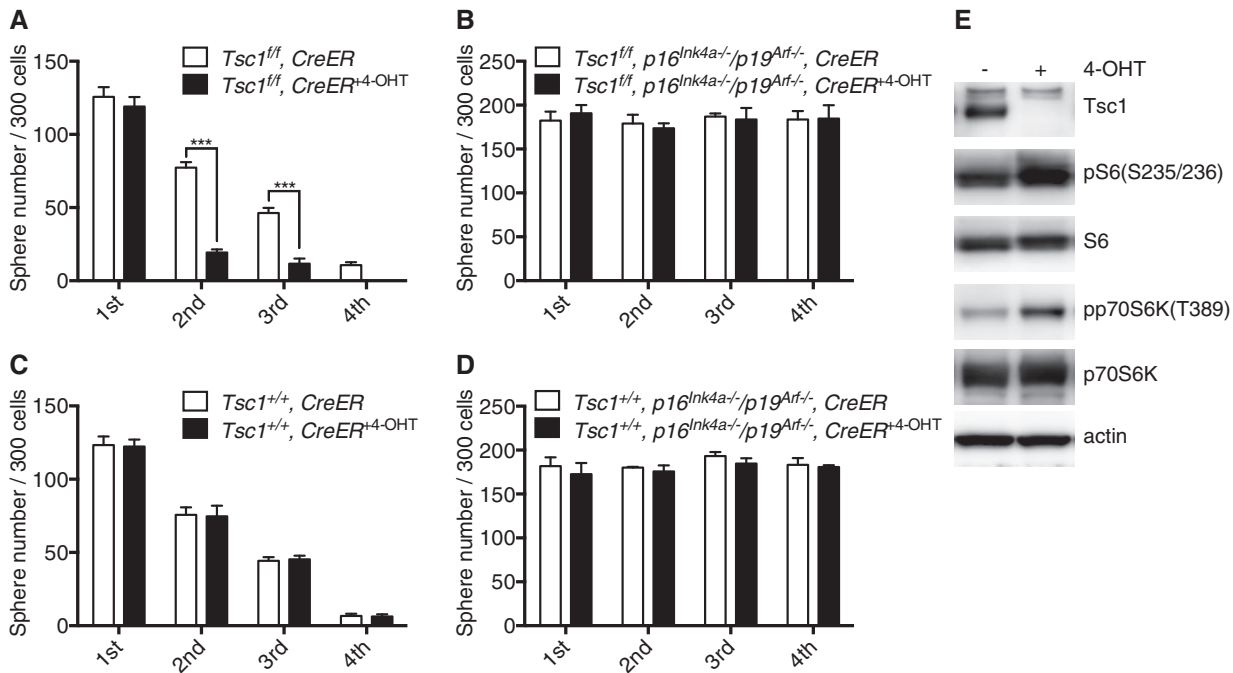 A
Tsc1f/f, CreER
Tsc1f/f, CreER+4-OHT
Sphere number / 300 cells
150
100
50
0
***
***
1st
2nd
3rd
4th
B
Tsc1f/f, p16Ink4a-/-/p19Arf-/-, CreER
Tsc1f/f, p16Ink4a-/-/p19Arf-/-, CreER+4-OHT
Sphere number / 300 cells
250
200
150
100
50
0
1st
2nd
3rd
4th
C
Tsc1+/+, CreER
Tsc1+/+, CreER+4-OHT
Sphere number / 300 cells
150
100
50
0
1st
2nd
3rd
4th
D
Tsc1+/+, p16Ink4a-/-/p19Arf-/-, CreER
Tsc1+/+, p16Ink4a-/-/p19Arf-/-, CreER+4-OHT
Sphere number / 300 cells
250
200
150
100
50
0
1st
2nd
3rd
4th
E
- + 4-OHT
Tsc1
pS6(S235/236)
S6
pp70S6K(T389)
p70S6K
actin